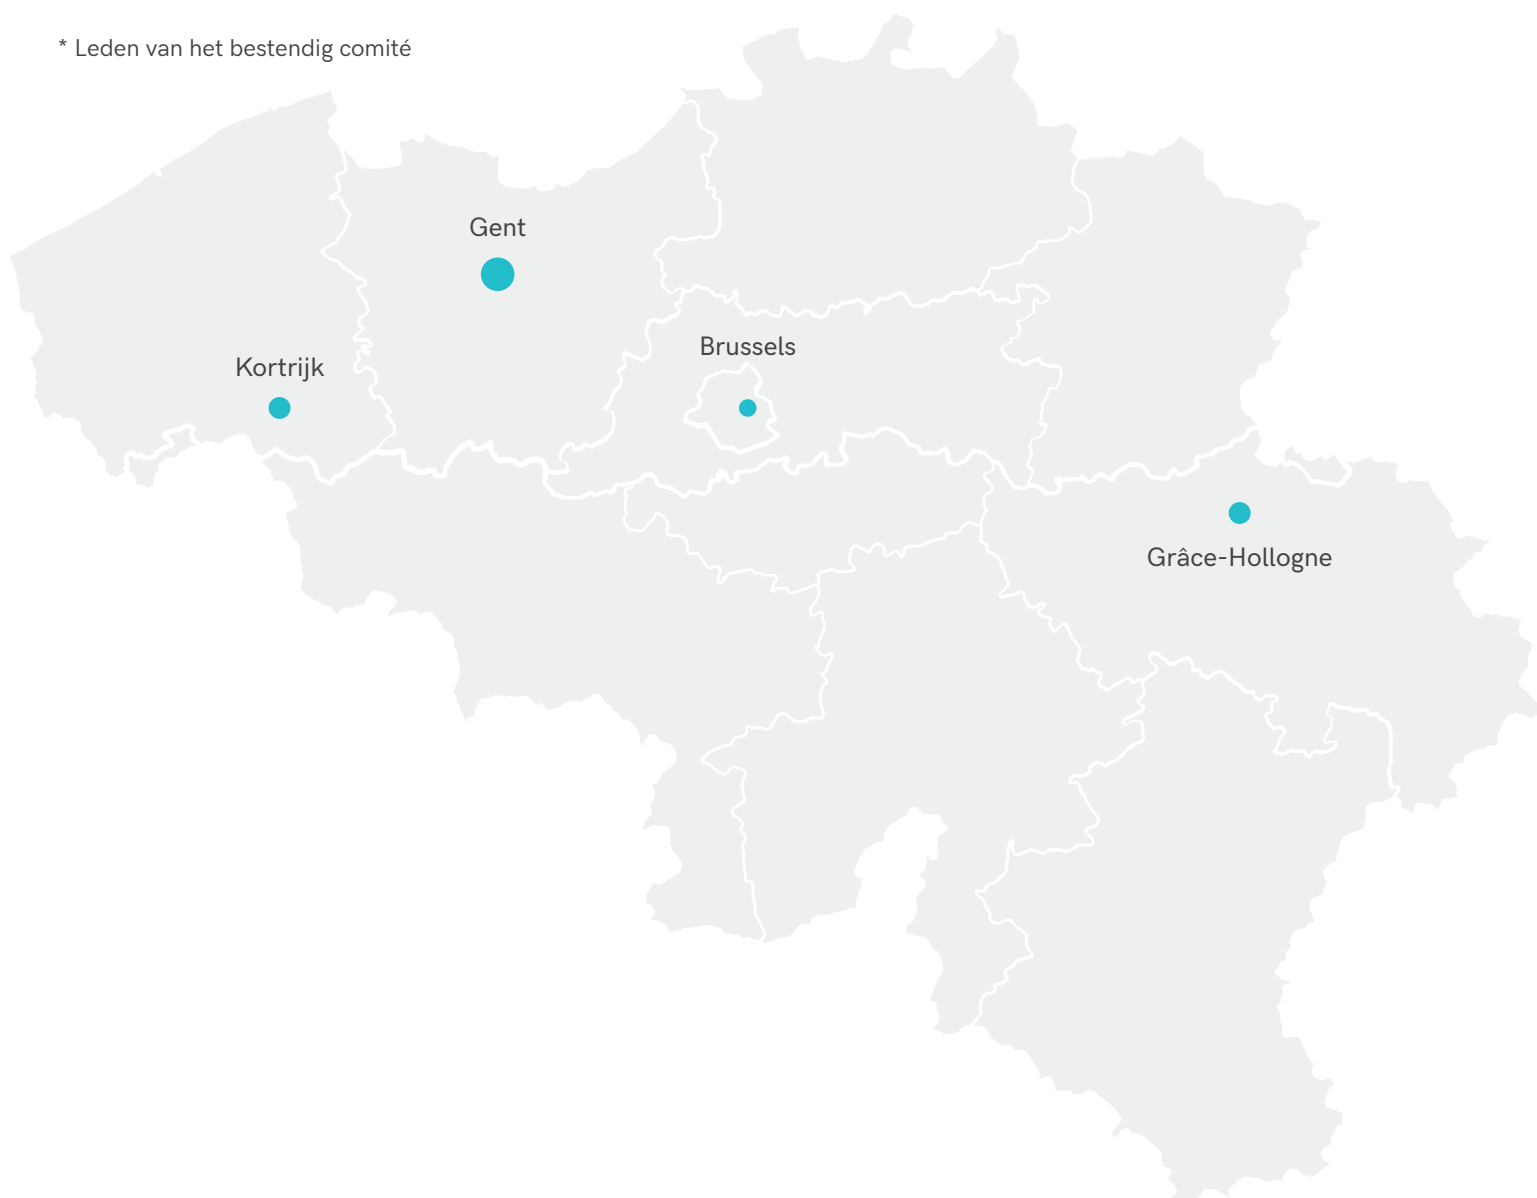 * Leden van het bestendig comité
Gent
Brussels
Kortrijk
Grâce-Hollogne